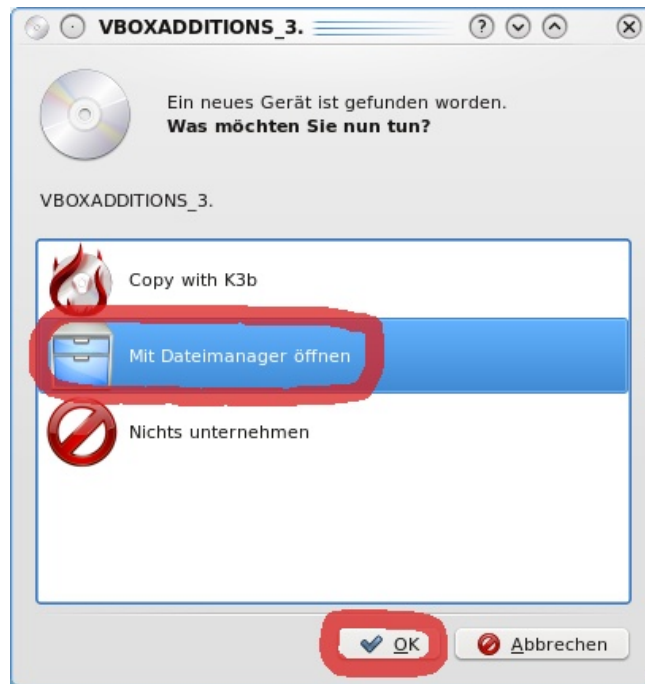 VBOXADDITIONS_3.
Ein neues Gerät ist gefunden worden.
Was möchten Sie nun tun?
VBOXADDITIONS_3.
Copy with K3b
Mit Dateimanager öffnen
Nichts unternehmen
OK
Abbrechen